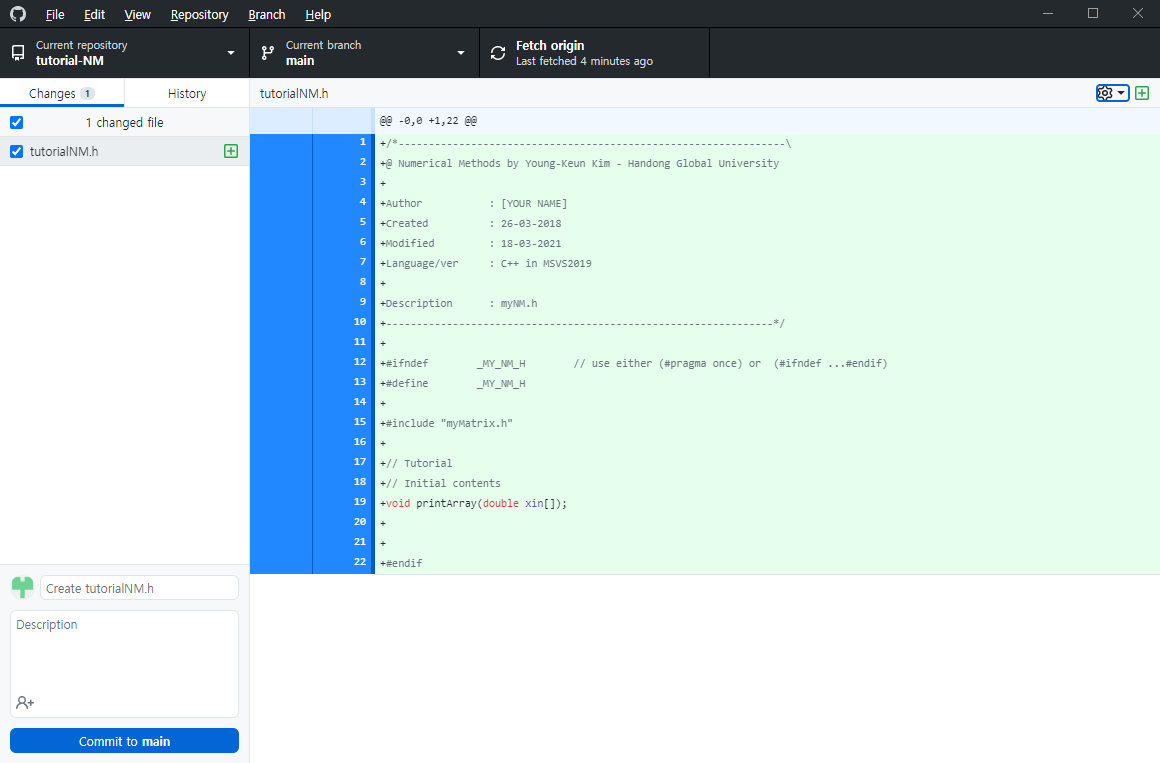 File Edit View Repository Branch Help
Current repository
tutorial-NM
Current branch
main
Fetch origin
Last fetched 4 minutes ago
Changes 1
History
tutorialNM.h
1 changed file
tutorialNM.h
@@ -0,0 +1,22 @@
1 +/*----------------------------------------------------------------\
2 +@ Numerical Methods by Young-Keun Kim - Handong Global University
3 +
4 +Author           : [YOUR NAME]
5 +Created          : 26-03-2018
6 +Modified         : 18-03-2021
7 +Language/ver     : C++ in MSVS2019
8 +
9 +Description      : myNM.h
10 +----------------------------------------------------------------*/
11 +
12 +#ifndef        _MY_NM_H        // use either (#pragma once) or  (#ifndef ...#endif)
13 +#define        _MY_NM_H
14 +
15 +#include "myMatrix.h"
16 +
17 +// Tutorial
18 +// Initial contents
19 +void printArray(double xin[]);
20 +
21 +
22 +#endif
Create tutorialNM.h
Description
Commit to main